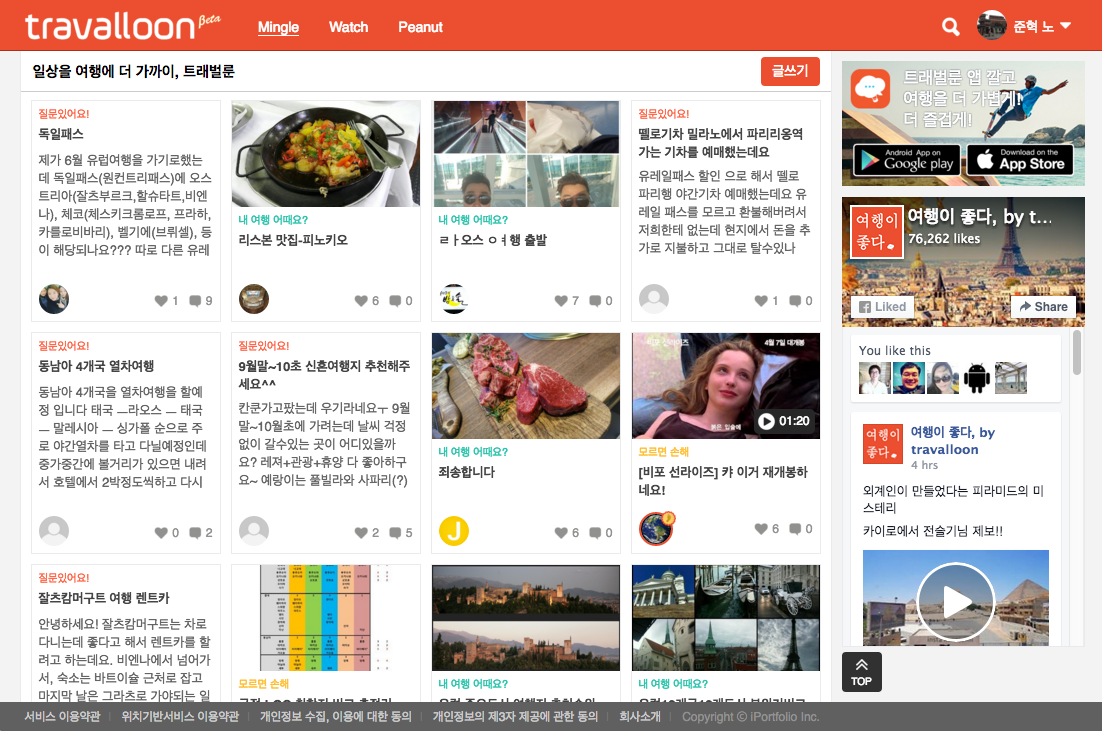 travalloon Beta
Mingle
Watch
Peanut
준혁 노
일상을 여행에 더 가까이, 트래벌룬
글쓰기
질문있어요!
독일패스
제가 6월 유럽여행을 가기로했는
데 독일패스(원컨트리패스)에 오스
트리아(잘츠부르크,할슈타트,비엔
나), 체코(체스키크롬로프, 프라하,
카를로비바리), 벨기에(브뤼셀), 등
이 해당되나요??? 따로 다른 유레
1
9
내 여행 어때요?
리스본 맛집-피노키오
6
0
내 여행 어때요?
ㄹㅏ오스 ㅇㅕ행 출발
7
0
질문있어요!
뗄로기차 밀라노에서 파리리옹역
가는 기차를 예매했는데요
유레일패스 할인 으로 해서 뗄로
파리행 야간기차 예매했는데요 유
레일 패스를 모르고 환불해버려서
저희한테 없는데 현지에서 돈을 추
가로 지불하고 그대로 탈수있나
1
0
질문있어요!
동남아 4개국 열차여행
동남아 4개국을 열차여행을 할예
정 입니다 태국 ㅡ라오스 ㅡ 태국
ㅡ 말레시아 ㅡ 싱가폴 순으로 주
로 야간열차를 타고 다닐예정인데
중가중간에 볼거리가 있으면 내려
서 호텔에서 2박정도씩하고 다시
0
2
질문있어요!
9월말~10초 신혼여행지 추천해주
세요^^
칸쿤가고팠는데 우기라네요ㅜ 9월
말~10월초에 가려는데 날씨 걱정
없이 갈수있는 곳이 어디있을까
요? 레져+관광+휴양 다 좋아하구
요~ 예랑이는 풀빌라와 사파리(?)
2
5
내 여행 어때요?
죄송합니다
J
6
0
비포 선라이즈
4월 7일 대개봉
01:20
모르면 손해
[비포 선라이즈] 캬 이거 재개봉하
네요!
6
0
질문있어요!
잘츠캄머구트 여행 렌트카
안녕하세요! 잘츠캄머구트는 차로
다니는데 좋다고 해서 렌트카를 할
려고 하는데요. 비엔나에서 넘어가
서, 숙소는 바트이슐 근처로 잡고
마지막 날은 그라츠로 가야되는 일
모르면 손해
내 여행 어때요?
내 여행 어때요?
트래벌룬 앱 깔고
여행을 더 가볍게!
더 즐겁게!
Android App on
Google play
Download on the
App Store
여행이
좋다.
여행이 좋다, by t...
76,262 likes
Liked
Share
You like this
여행이
좋다.
여행이 좋다, by
travalloon
4 hrs
외계인이 만들었다는 피라미드의 미
스테리
카이로에서 전슬기님 제보!!
TOP
서비스 이용약관
위치기반서비스 이용약관
개인정보 수집, 이용에 대한 동의
개인정보의 제3자 제공에 관한 동의
회사소개
Copyright © iPortfolio Inc.